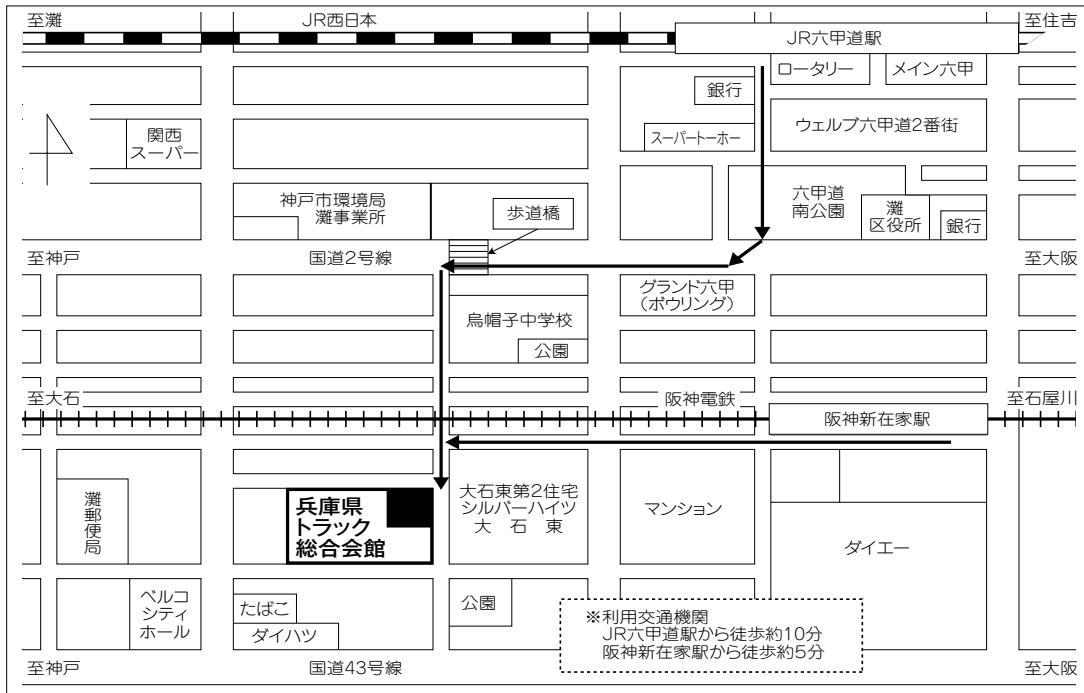 至灘
JR西日本
至住吉
JR六甲道駅
ロータリー
メイン六甲
銀行
スーパートーホー
ウェルブ六甲道2番街
関西
スーパー
神戸市環境局
灘事業所
歩道橋
六甲道
南公園
灘
区役所
銀行
至神戸
国道2号線
至大阪
グランド六甲
(ボウリング)
烏帽子中学校
公園
至大石
阪神電鉄
至石屋川
阪神新在家駅
灘郵便局
兵庫県
トラック
総合会館
大石東第2住宅
シルバーハイツ
大 石 東
マンション
ダイエー
ベルコ
シティ
ホール
たばこ
ダイハツ
公園
※利用交通機関
JR六甲道駅から徒歩約10分
阪神新在家駅から徒歩約5分
至神戸
国道43号線
至大阪